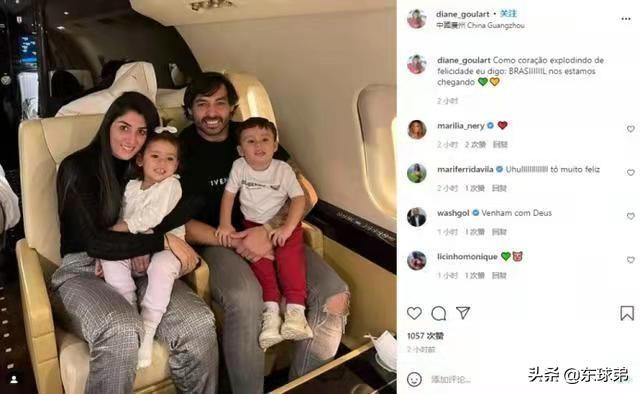 diane_goulart • 关注
中國廣州 China Guangzhou
diane_goulart Como coração explodindo de
felicidade eu digo: BRASIIIIIIL nos estamos
chegando 💚💛
2 小时
marilia_nery ❤️
2 小时 2 次赞 回复
mariferridavila Uhulllllllllllll tô muito feliz
2 小时 1 次赞 回复
washgol Venham com Deus
1 小时 1 次赞 回复
licinhomonique 💚🐷
1 小时 1次赞 回复
1057 次赞
2 小时前
添加评论...
头条 @东球弟